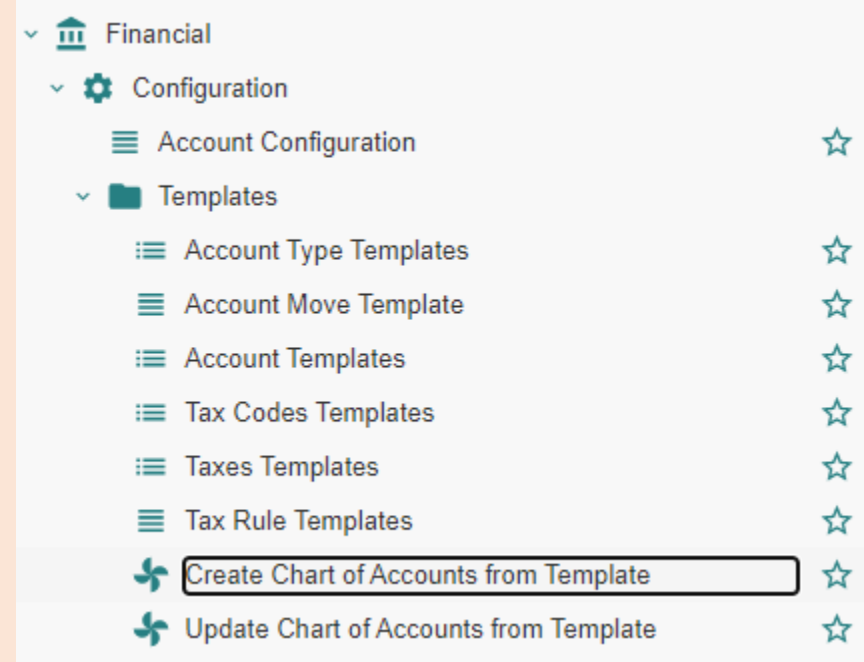 Financial
Configuration
Account Configuration
Templates
Account Type Templates
Account Move Template
Account Templates
Tax Codes Templates
Taxes Templates
Tax Rule Templates
Create Chart of Accounts from Template
Update Chart of Accounts from Template